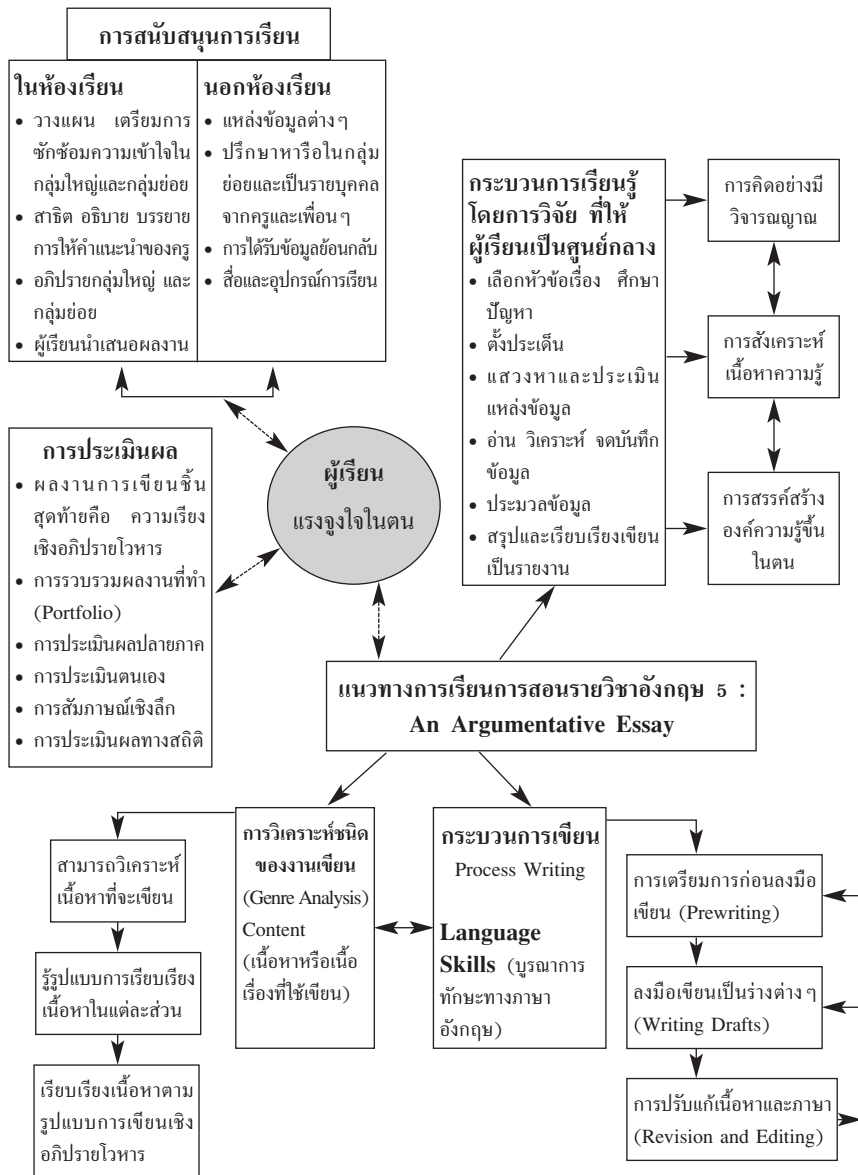 การสนับสนุนการเรียน
ในห้องเรียน
• วางแผน เตรียมการ
ซักซ้อมความเข้าใจใน
กลุ่มใหญ่และกลุ่มย่อย
• สาธิต อธิบาย บรรยาย
การให้คำแนะนำของครู
• อภิปรายกลุ่มใหญ่ และ
กลุ่มย่อย
• ผู้เรียนนำเสนอผลงาน
นอกห้องเรียน
• แหล่งข้อมูลต่างๆ
• ปรึกษาหารือในกลุ่ม
ย่อยและเป็นรายบุคคล
จากครูและเพื่อนๆ
• การได้รับข้อมูลย้อนกลับ
• สื่อและอุปกรณ์การเรียน
กระบวนการเรียนรู้
โดยการวิจัย ที่ให้
ผู้เรียนเป็นศูนย์กลาง
• เลือกหัวข้อเรื่อง ศึกษา
ปัญหา
• ตั้งประเด็น
• แสวงหาและประเมิน
แหล่งข้อมูล
• อ่าน วิเคราะห์ จดบันทึก
ข้อมูล
• ประมวลข้อมูล
• สรุปและเรียบเรียงเขียน
เป็นรายงาน
การคิดอย่างมี
วิจารณญาณ
การสังเคราะห์
เนื้อหาความรู้
การสรรค์สร้าง
องค์ความรู้ขึ้น
ในตน
ผู้เรียน
แรงจูงใจในตน
การประเมินผล
• ผลงานการเขียนชิ้น
สุดท้ายคือ ความเรียง
เชิงอภิปรายโวหาร
• การรวบรวมผลงานที่ทำ
(Portfolio)
• การประเมินผลปลายภาค
• การประเมินตนเอง
• การสัมภาษณ์เชิงลึก
• การประเมินผลทางสถิติ
แนวทางการเรียนการสอนรายวิชาอังกฤษ 5 :
An Argumentative Essay
สามารถวิเคราะห์
เนื้อหาที่จะเขียน
รู้รูปแบบการเรียบเรียง
เนื้อหาในแต่ละส่วน
เรียบเรียงเนื้อหาตาม
รูปแบบการเขียนเชิง
อภิปรายโวหาร
การวิเคราะห์ชนิด
ของงานเขียน
(Genre Analysis)
Content
(เนื้อหาหรือเนื้อ
เรื่องที่ใช้เขียน)
กระบวนการเขียน
Process Writing
Language
Skills (บูรณาการ
ทักษะทางภาษา
อังกฤษ)
การเตรียมการก่อนลงมือ
เขียน (Prewriting)
ลงมือเขียนเป็นร่างต่างๆ
(Writing Drafts)
การปรับแก้เนื้อหาและภาษา
(Revision and Editing)